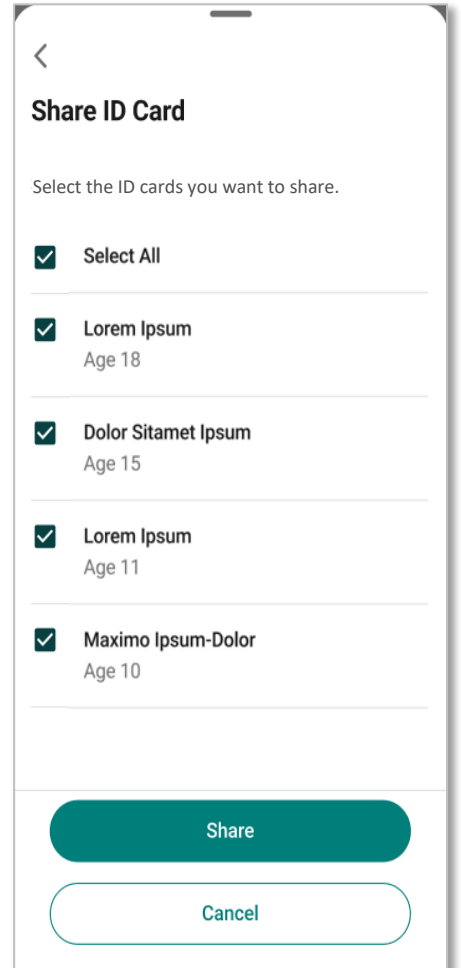 Share ID Card
Select the ID cards you want to share.
Select All
Lorem Ipsum
Age 18
Dolor Sitamet Ipsum
Age 15
Lorem Ipsum
Age 11
Maximo Ipsum-Dolor
Age 10
Share
Cancel